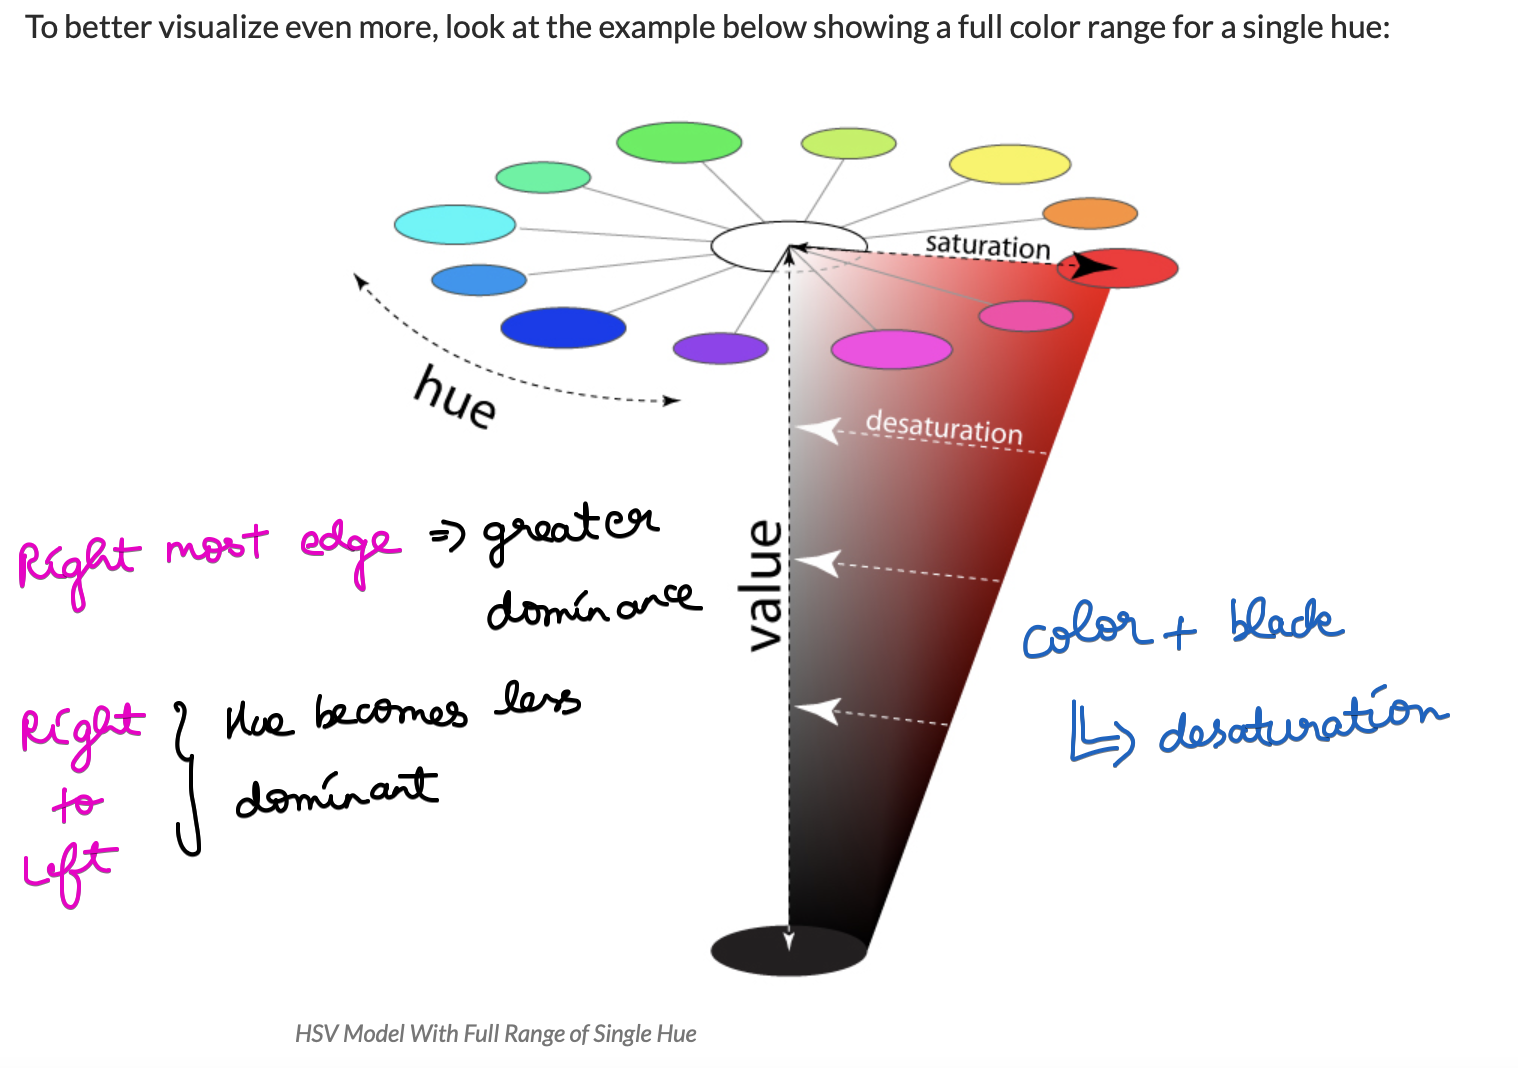 To better visualize even more, look at the example below showing a full color range for a single hue:
saturation
hue
desaturation
value
Right most edge => greater
dominance
color + black
Right
to
Left
Hue becomes less
dominant
↳ desaturation
HSV Model With Full Range of Single Hue